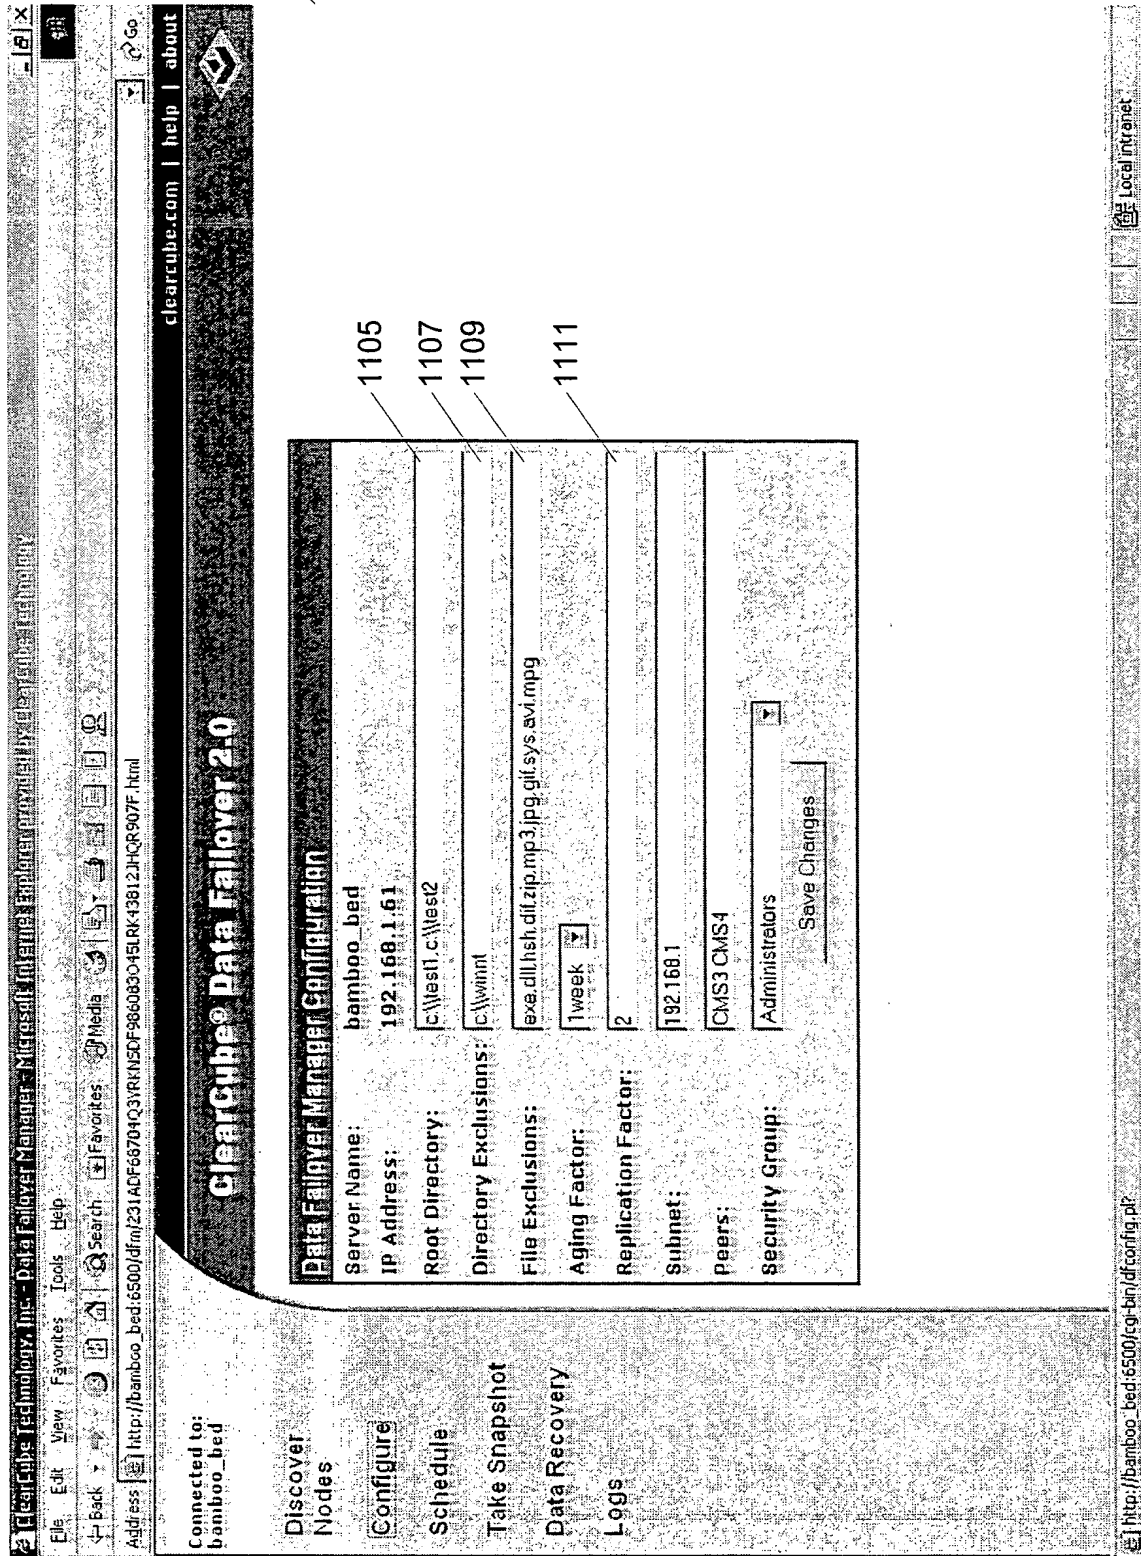 ClearCube Technology, Inc - Data Failover Manager - Microsoft Internet Explorer provided by Clearcube Technology
File Edit View Favorites Tools Help
Back Search Favorites Media
Address
Go
clearcube.com | help | about
Connected to:
bamboo_bed
ClearCube® Data Failover 2.0
Discover
Nodes
Configure
Schedule
Take Snapshot
Data Recovery
Logs
Data Failover Manager Configuration
Server Name: bamboo_bed
IP Address: 192.168.1.61
Root Directory: c:\\test1,c:\\test2
1105
Directory Exclusions: c:\\winnt
1107
File Exclusions: exe,dll,hsh,dif,zip,mp3,jpg,gif,sys,avi,mpg
1109
Aging Factor: 1week
Replication Factor: 2
1111
Subnet: 192.168.1
Peers: CMS3 CMS4
Security Group: Administrators
Save Changes
http://bamboo_bed:6500/cgi-bin/dfconfig.pl?
Local intranet